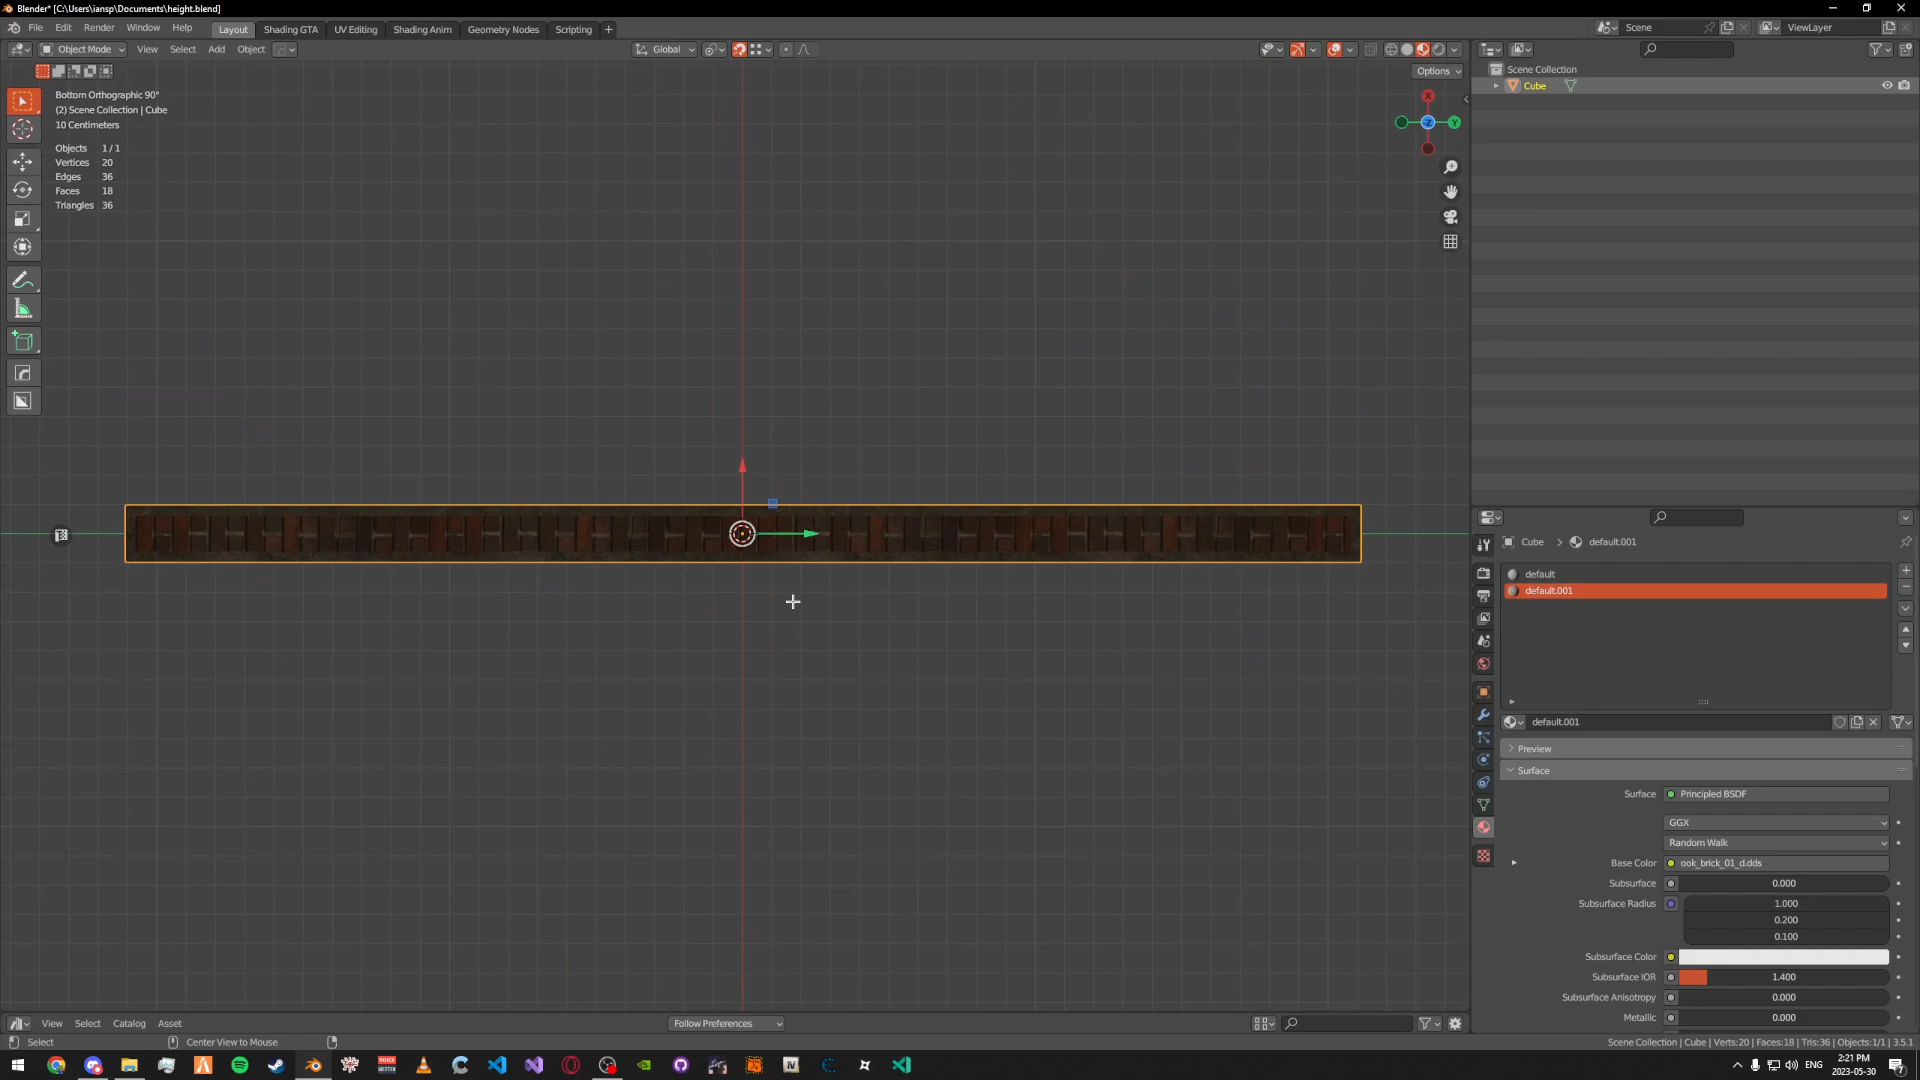 Blender* [C:\Users\iansp\Documents\height.blend]
File Edit Render Window Help
Layout Shading GTA UV Editing Shading Anim Geometry Nodes Scripting +
Scene
ViewLayer
Object Mode View Select Add Object
Global
Options
Bottom Orthographic 90°
(2) Scene Collection | Cube
10 Centimeters
Objects 1 / 1
Vertices 20
Edges 36
Faces 18
Triangles 36
X
Y
Z
Scene Collection
Cube
Cube > default.001
default
default.001
default.001
Preview
Surface
Surface Principled BSDF
GGX
Random Walk
Base Color ook_brick_01_d.dds
Subsurface 0.000
Subsurface Radius 1.000
0.200
0.100
Subsurface Color
Subsurface IOR 1.400
Subsurface Anisotropy 0.000
Metallic 0.000
View Select Catalog Asset
Follow Preferences
Select
Center View to Mouse
Scene Collection | Cube | Verts:20 | Faces:18 | Tris:36 | Objects:1/1 | 3.5.1
ENG
2:21 PM
2023-05-30